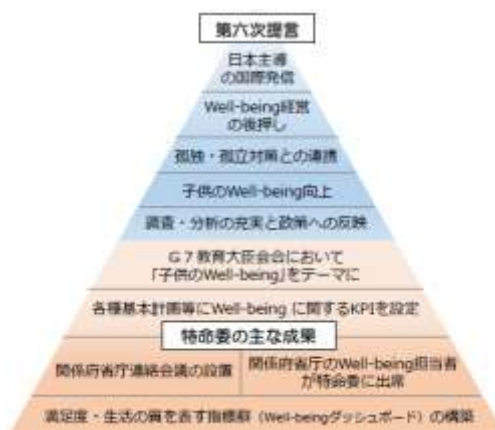 第六次提言
日本主導
の国際発信
Well-being経営
の後押し
孤独・孤立対策との連携
子供のWell-being向上
調査・分析の充実と政策への反映
G7教育大臣会合において
「子供のWell-being」をテーマに
各種基本計画等にWell-being に関するKPIを設定
特命委の主な成果
関係府省庁連絡会議の設置
関係府省庁のWell-being担当者
が特命委に出席
満足度・生活の質を表す指標群（Well-beingダッシュボード）の構築